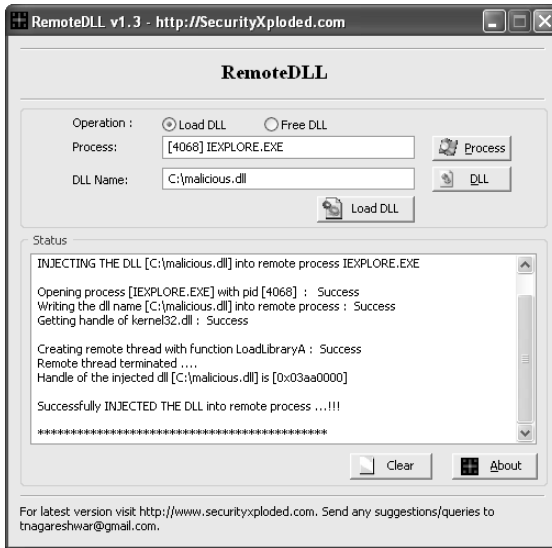 RemoteDLL v1.3 - http://SecurityXploded.com
RemoteDLL
Operation : Load DLL Free DLL
Process: [4068] IEXPLORE.EXE Process
DLL Name: C:\malicious.dll DLL
Load DLL
Status
INJECTING THE DLL [C:\malicious.dll] into remote process IEXPLORE.EXE
Opening process [IEXPLORE.EXE] with pid [4068] : Success
Writing the dll name [C:\malicious.dll] into remote process : Success
Getting handle of kernel32.dll : Success
Creating remote thread with function LoadLibraryA : Success
Remote thread terminated ....
Handle of the injected dll [C:\malicious.dll] is [0x03aa0000]
Successfully INJECTED THE DLL into remote process ...!!!
********************************************
Clear About
For latest version visit http://www.securityxploded.com. Send any suggestions/queries to
tnagareshwar@gmail.com.